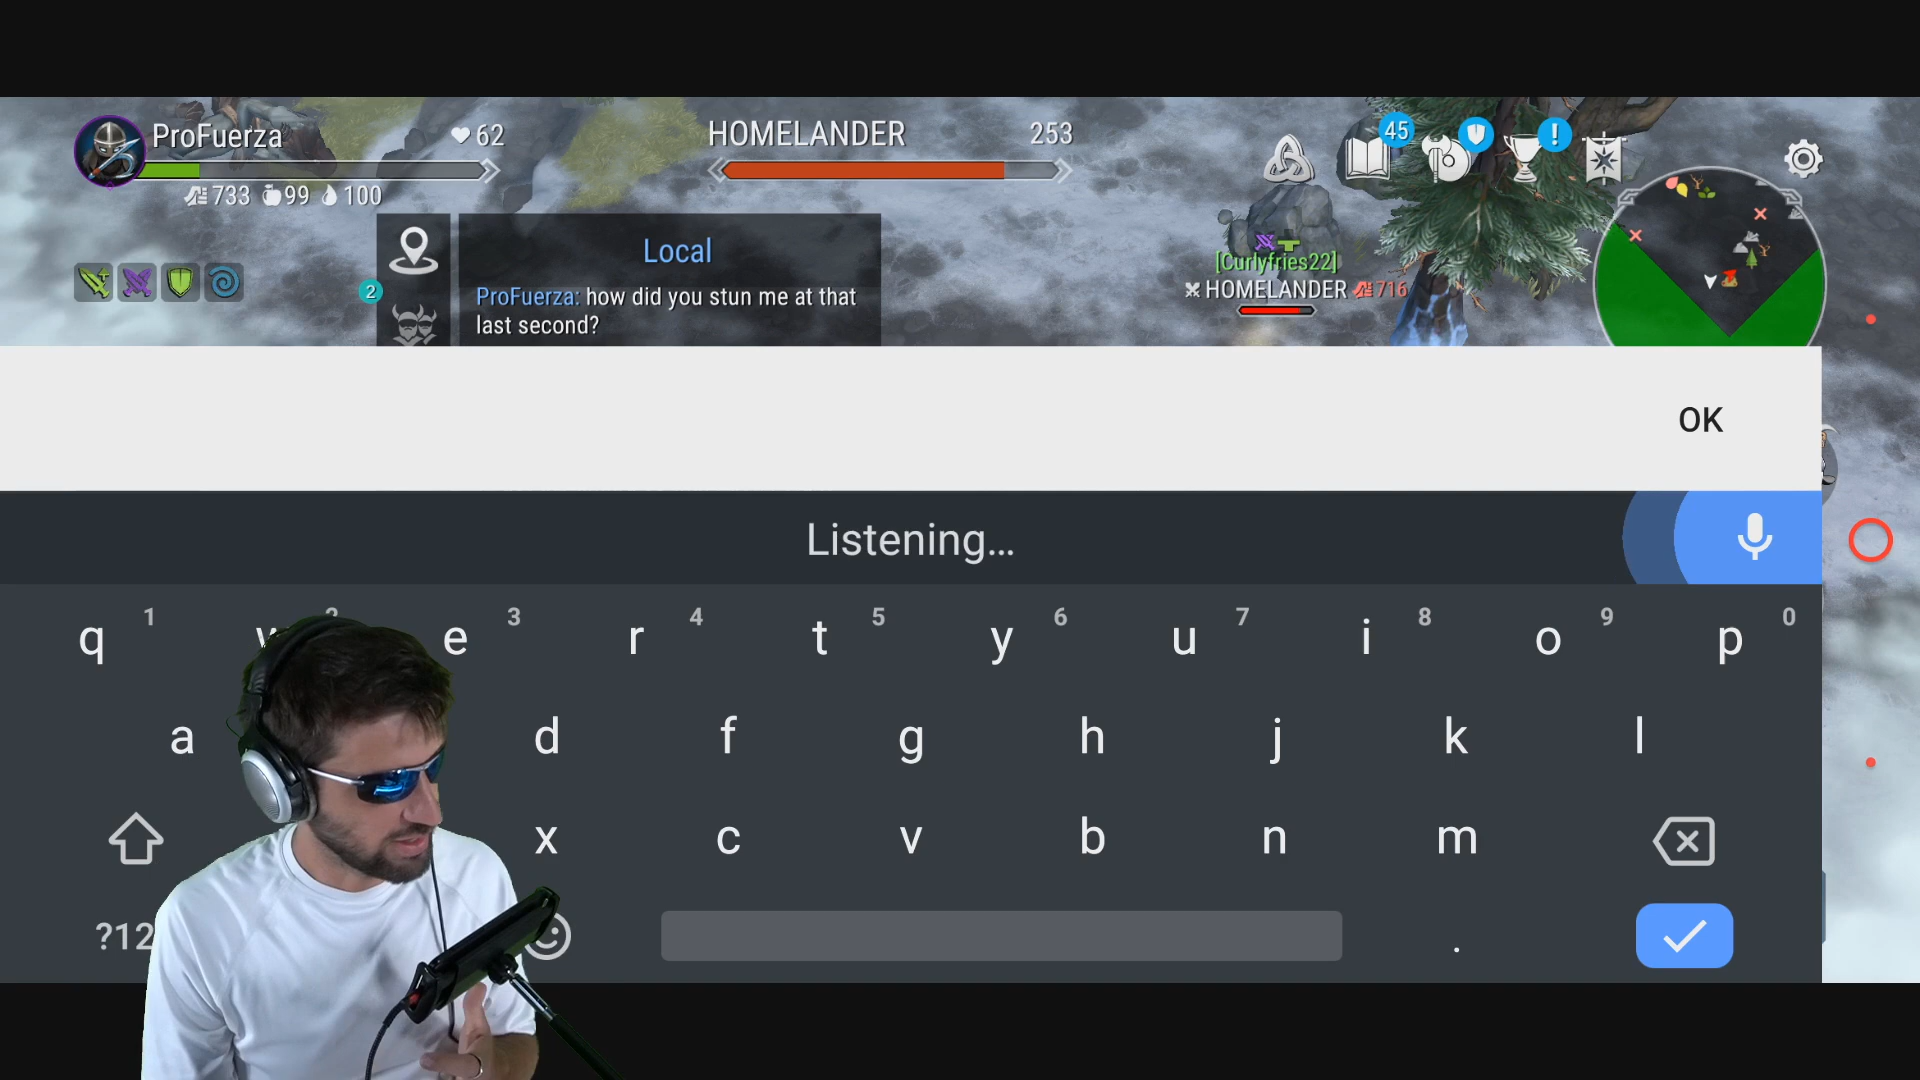 ProFuerza
62
HOMELANDER
253
45
!
733 99 100
Local
2
ProFuerza: how did you stun me at that
last second?
[Curlyfries22]
HOMELANDER 716
OK
Listening...
1 2 3 4 5 6 7 8 9 0
q w e r t y u i o p
a d f g h j k l
x c v b n m
?12
.